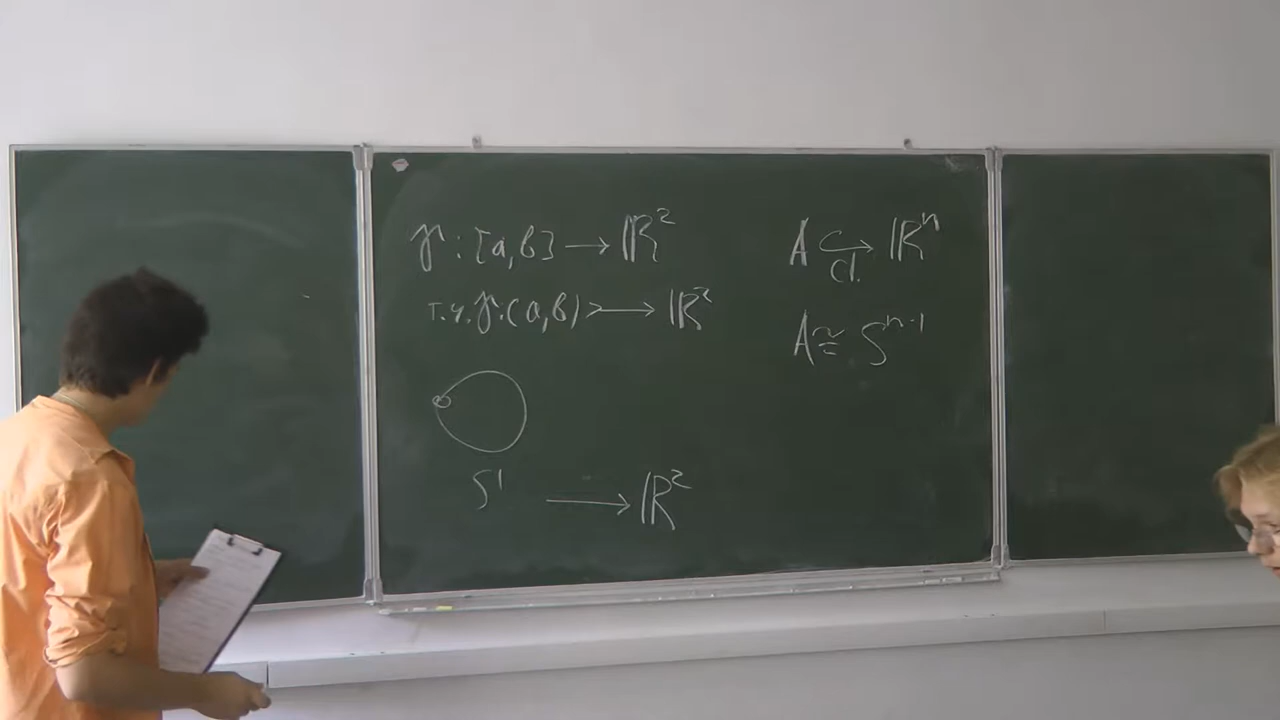 γ : [a, b] → ℝ²
т.ч. γ : (a, b) ↣ ℝ²
S¹ → ℝ²
A ↪ ℝⁿ
cl.
A ≅ Sⁿ⁻¹